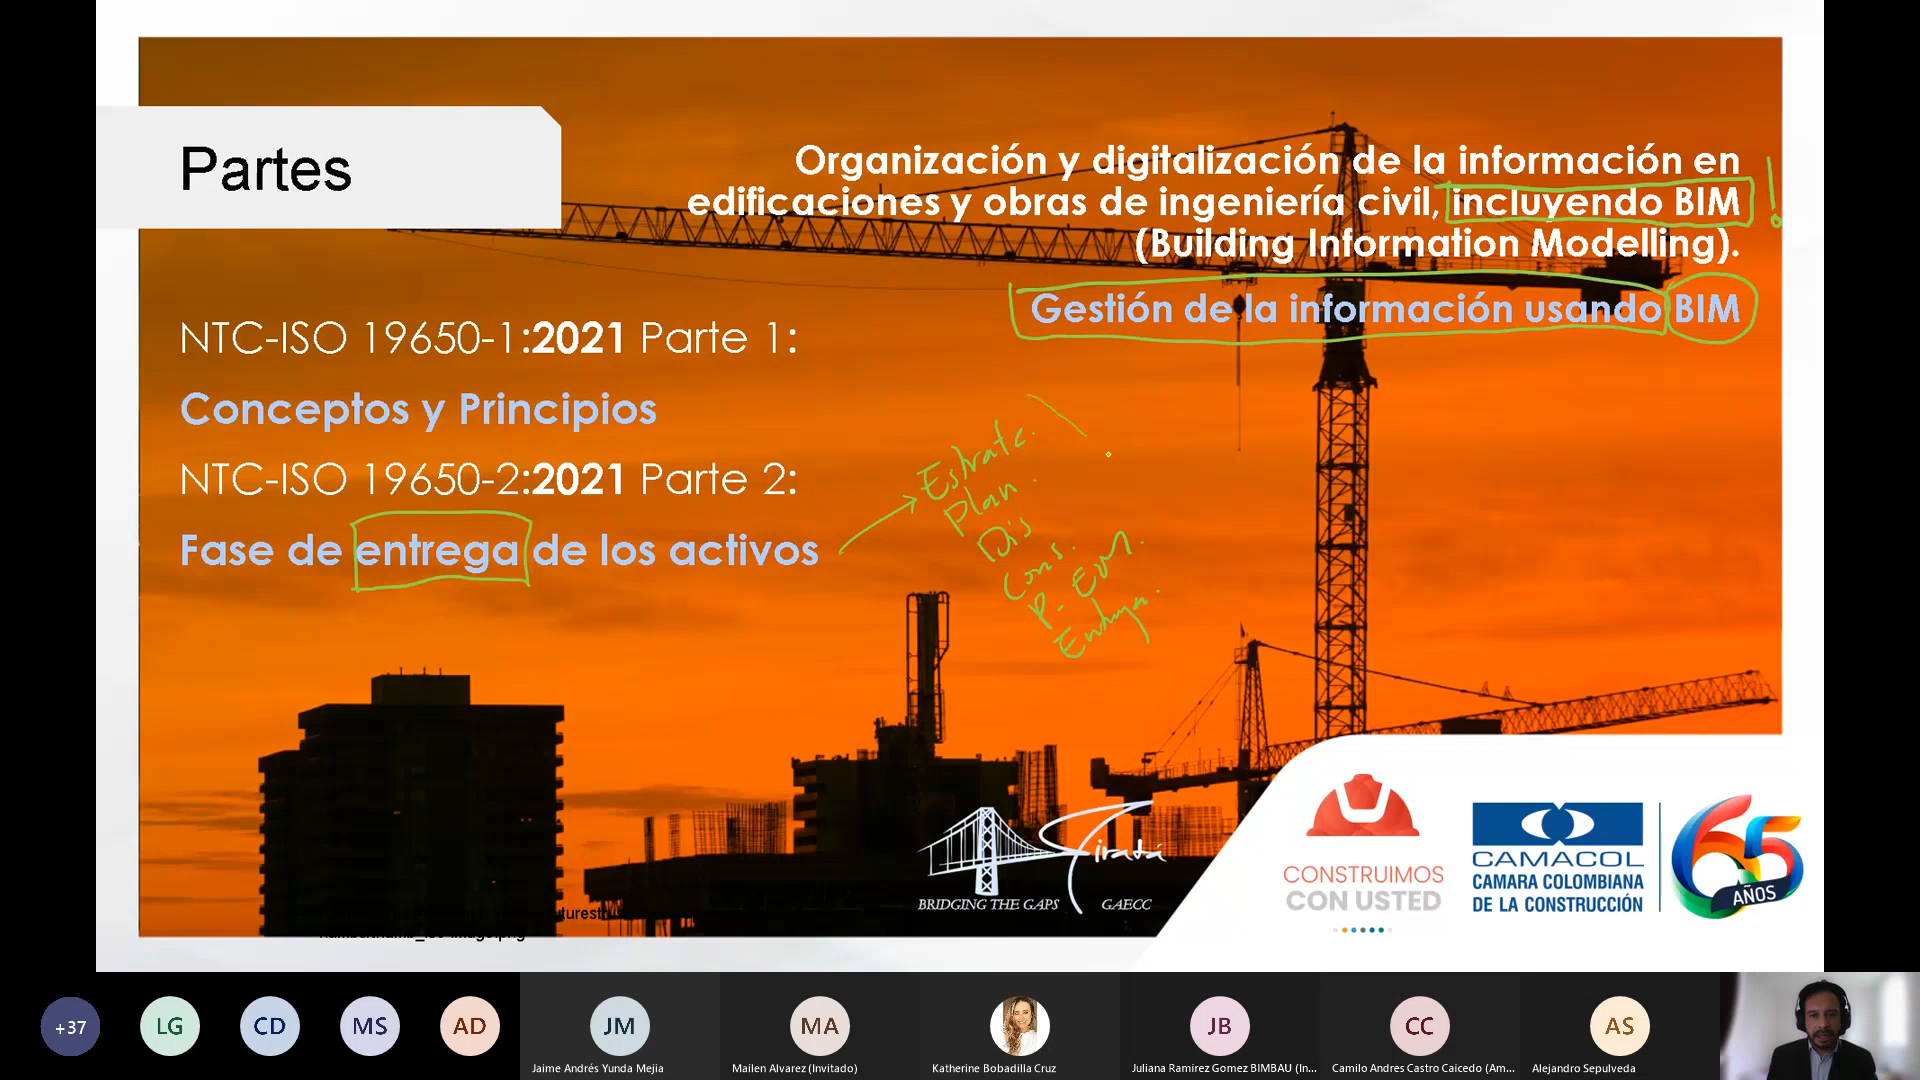 Partes
Organización y digitalización de la información en
edificaciones y obras de ingeniería civil, incluyendo BIM
(Building Information Modelling).
Gestión de la información usando BIM
NTC-ISO 19650-1:2021 Parte 1:
Conceptos y Principios
NTC-ISO 19650-2:2021 Parte 2:
Fase de entrega de los activos
Estrate.
Plan.
Dis
Cons.
BRIDGING THE GAPS GAECC
CONSTRUIMOS
CON USTED
CAMACOL
CAMARA COLOMBIANA
DE LA CONSTRUCCIÓN
65
AÑOS
+37
LG
CD
MS
AD
JM
MA
JB
CC
AS
Jaime Andrés Yunda Mejia
Mailen Alvarez (Invitado)
Katherine Bobadilla Cruz
Juliana Ramirez Gomez BIMBAU (In...
Camilo Andres Castro Caicedo (Am...
Alejandro Sepulveda